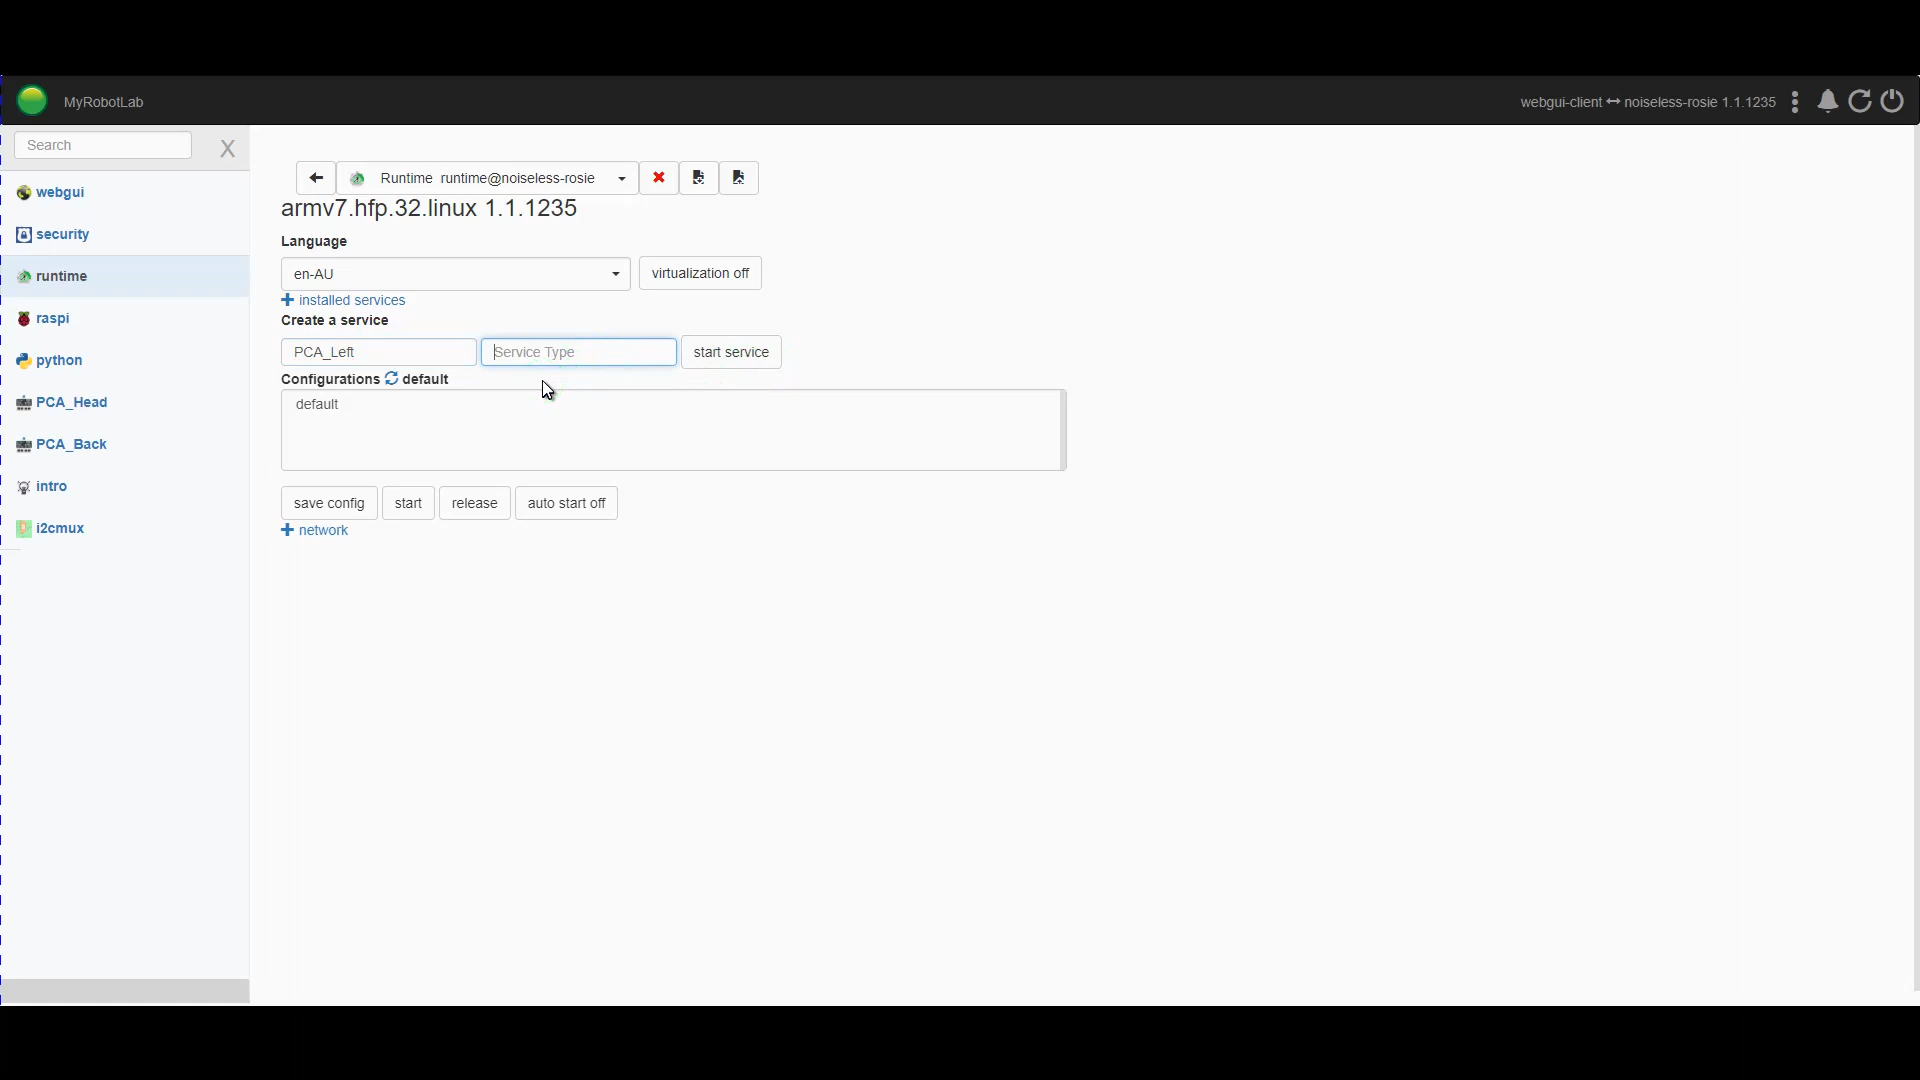 MyRobotLab
webgui-client ⇔ noiseless-rosie 1.1.1235
Search
X
webgui
security
runtime
raspi
python
PCA_Head
PCA_Back
intro
i2cmux
Runtime runtime@noiseless-rosie
armv7.hfp.32.linux 1.1.1235
Language
en-AU
virtualization off
installed services
Create a service
PCA_Left
Service Type
start service
Configurations default
default
save config
start
release
auto start off
network